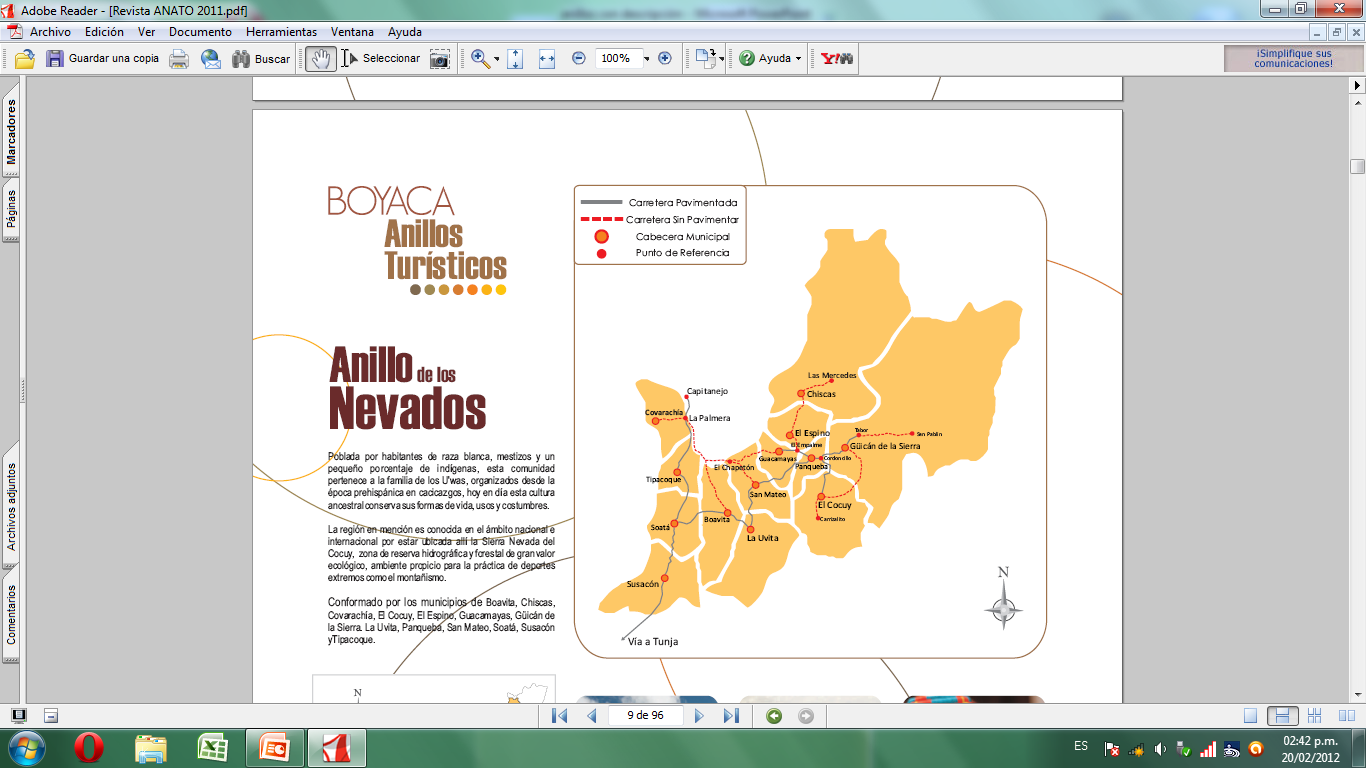 Adobe Reader - [Revista ANATO 2011.pdf]
Archivo Edición Ver Documento Herramientas Ventana Ayuda
Guardar una copia Buscar Seleccionar 100% Ayuda Y!
¡Simplifique sus
comunicaciones!
Marcadores
Páginas
Archivos adjuntos
Comentarios
BOYACA
Anillos
Turísticos
Anillo de los
Nevados
Poblada por habitantes de raza blanca, mestizos y un
pequeño porcentaje de indígenas, esta comunidad
pertenece a la familia de los U'was, organizados desde la
época prehispánica en cacicazgos, hoy en día esta cultura
ancestral conserva sus formas de vida, usos y costumbres.
La región en mención es conocida en el ámbito nacional e
internacional por estar ubicada allí la Sierra Nevada del
Cocuy, zona de reserva hidrográfica y forestal de gran valor
ecológico, ambiente propicio para la práctica de deportes
extremos como el montañismo.
Conformado por los municipios de Boavita, Chiscas,
Covarachía, El Cocuy, El Espino, Guacamayas, Güicán de
la Sierra. La Uvita, Panqueba, San Mateo, Soatá, Susacón
yTipacoque.
N
Carretera Pavimentada
Carretera Sin Pavimentar
Cabecera Municipal
Punto de Referencia
Las Mercedes
Chiscas
Capitanejo
Covarachía
La Palmera
El Espino
Tabor
San Pablin
El Empalme
Güicán de la Sierra
Guacamayas
Cordoncillo
El Chapetón
Panqueba
Tipacoque
San Mateo
El Cocuy
Carrizalito
Boavita
Soatá
La Uvita
Susacón
N
Vía a Tunja
9 de 96
ES
02:42 p.m.
20/02/2012